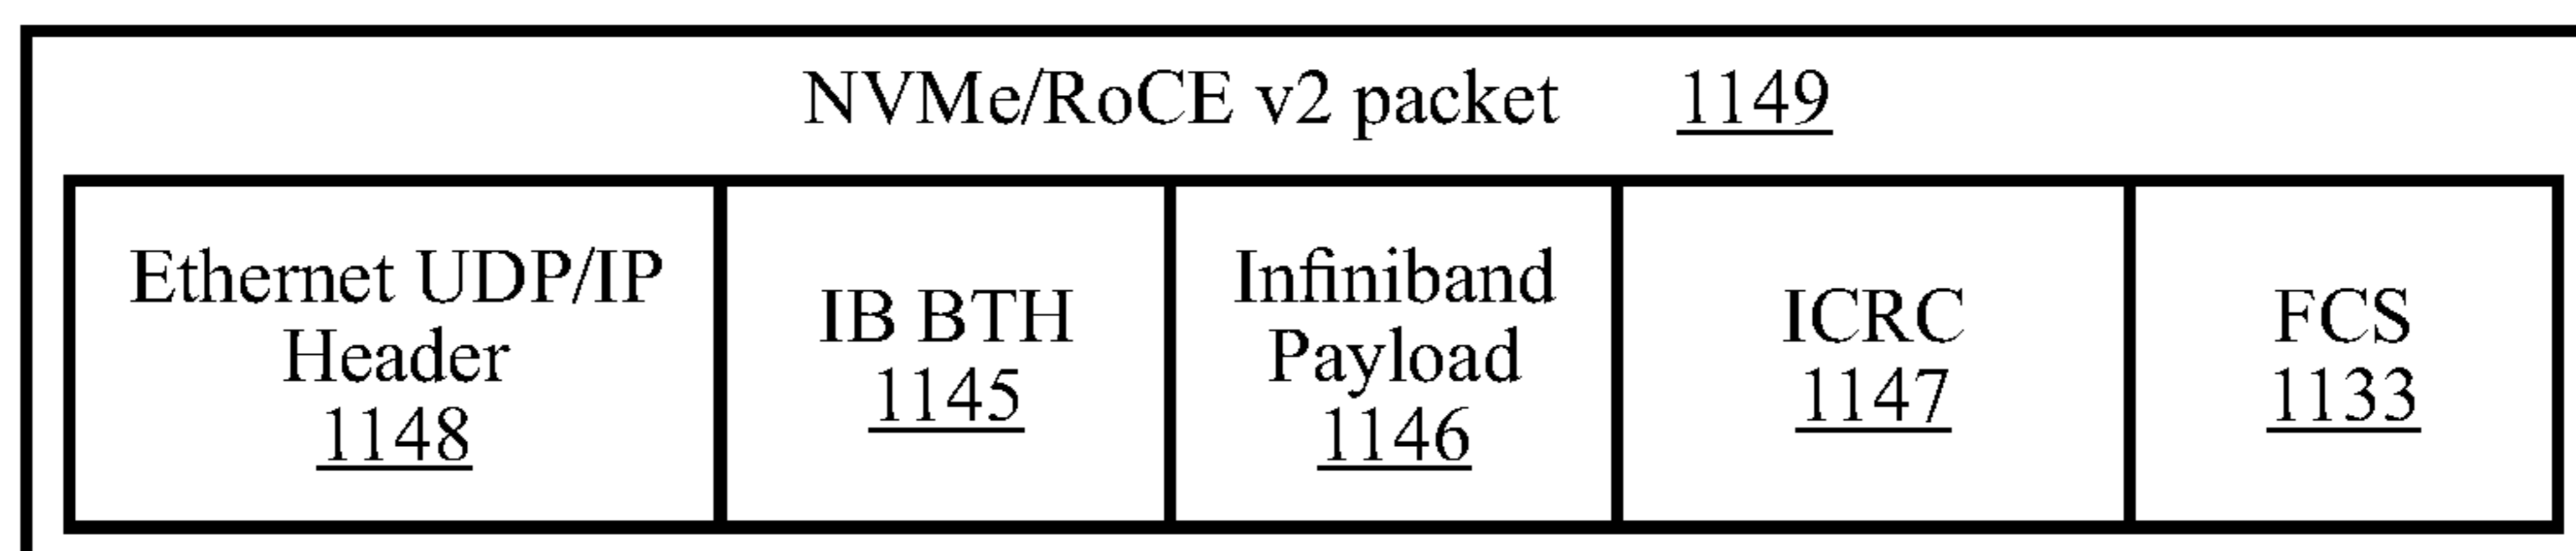 NVMe/RoCE v2 packet 1149
Ethernet UDP/IP
Header
1148
IB BTH
1145
Infiniband
Payload
1146
ICRC
1147
FCS
1133